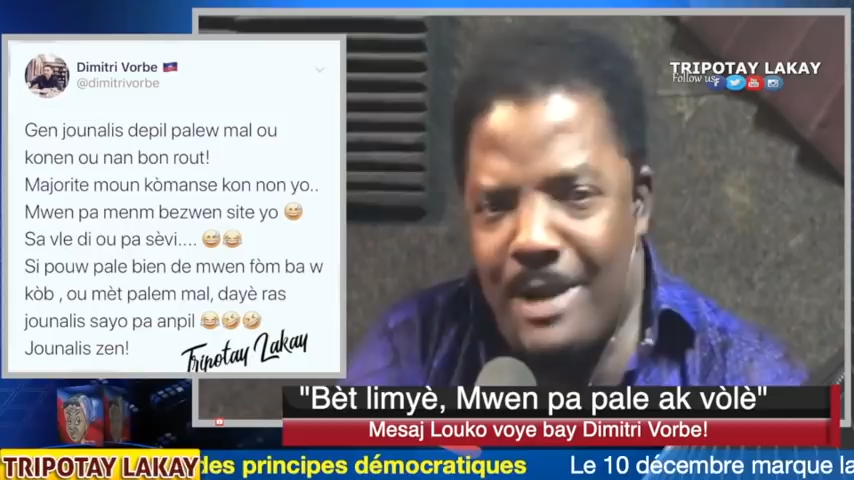 Dimitri Vorbe
@dimitrivorbe
Gen jounalis depil palew mal ou
konen ou nan bon rout!
Majorite moun kòmanse kon non yo..
Mwen pa menm bezwen site yo
Sa vle di ou pa sèvi....
Si pouw pale bien de mwen fòm ba w
kòb , ou mèt palem mal, dayè ras
jounalis sayo pa anpil
Jounalis zen!
Tripotay Lakay
TRIPOTAY LAKAY
Follow us
"Bèt limyè, Mwen pa pale ak vòlè"
Mesaj Louko voye bay Dimitri Vorbe!
TRIPOTAY LAKAY
des principes démocratiques
Le 10 décembre marque la